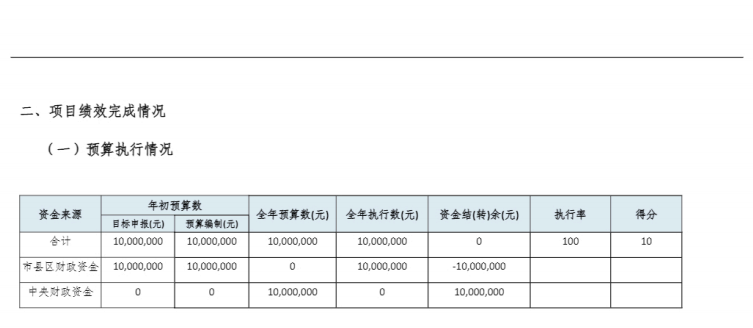 二、项目绩效完成情况
（一）预算执行情况
资金来源 年初预算数 全年预算数(元) 全年执行数(元) 资金结(转)余(元) 执行率 得分
目标申报(元) 预算编制(元)
合计 10,000,000 10,000,000 10,000,000 10,000,000 0 100 10
市县区财政资金 10,000,000 10,000,000 0 10,000,000 -10,000,000
中央财政资金 0 0 10,000,000 0 10,000,000